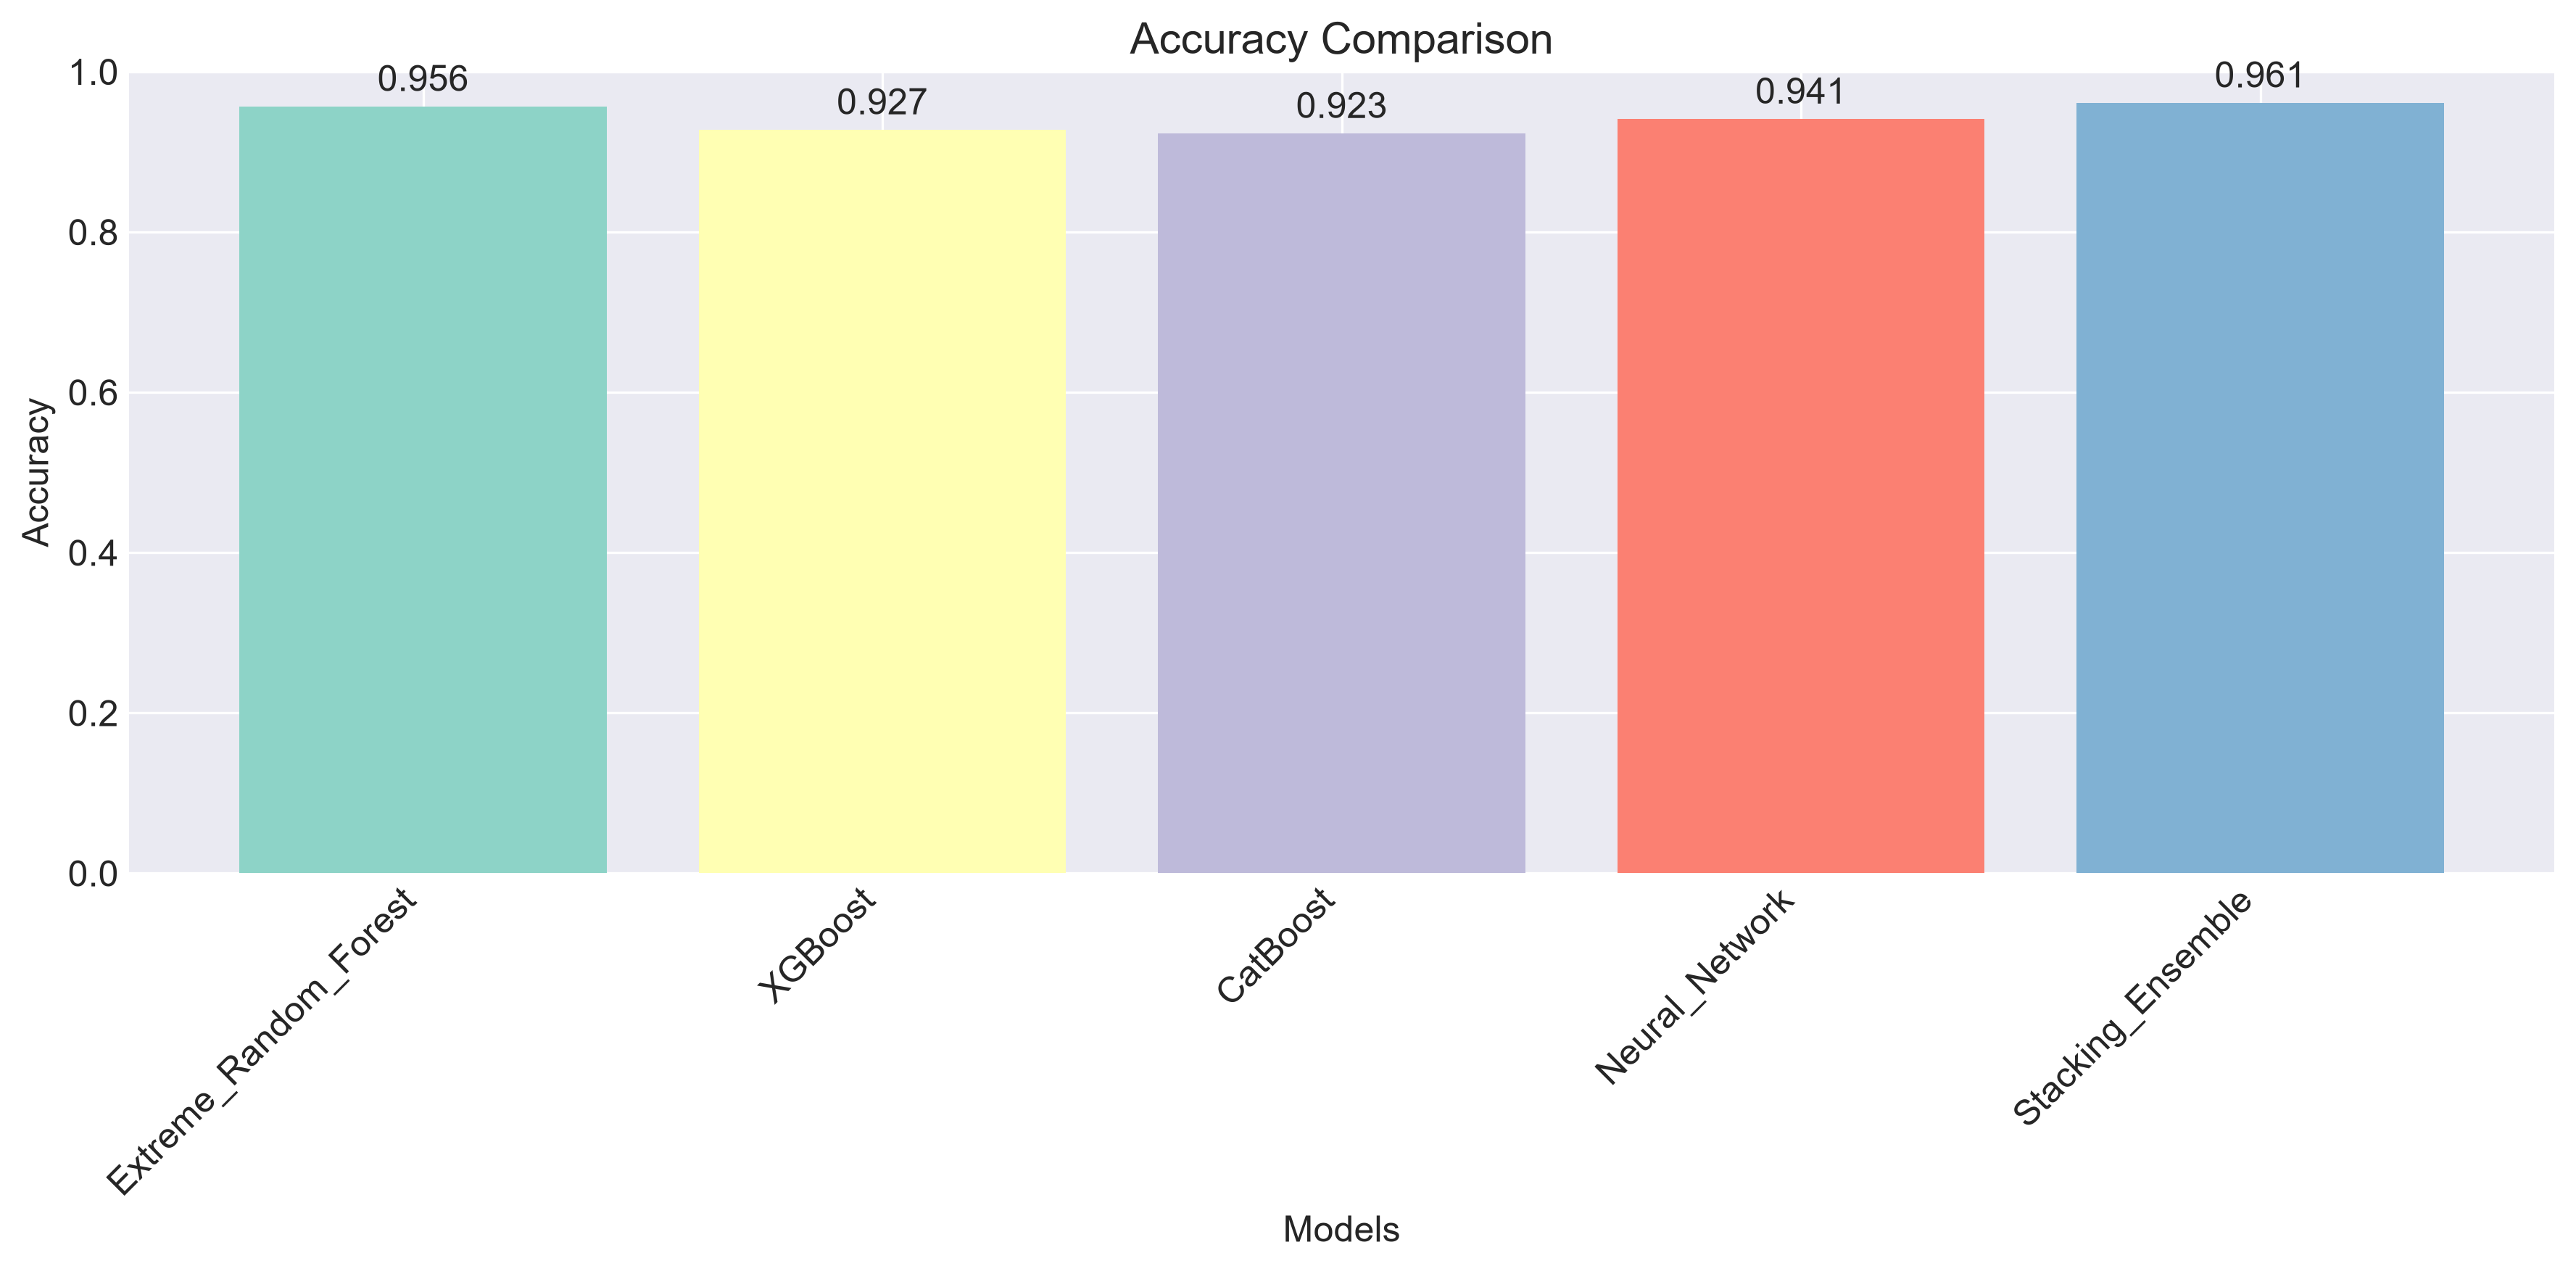 Accuracy Comparison
1.0
0.8
0.6
0.4
0.2
0.0
Accuracy
0.956
0.927
0.923
0.941
0.961
Extreme_Random_Forest
XGBoost
CatBoost
Neural_Network
Stacking_Ensemble
Models